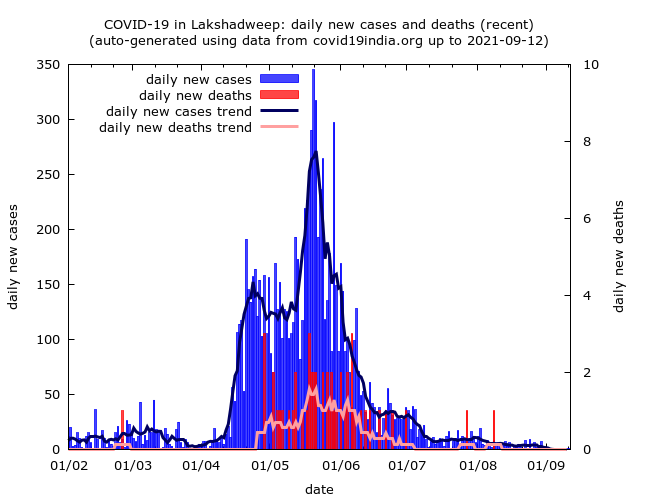 COVID-19 in Lakshadweep: daily new cases and deaths (recent)
(auto-generated using data from covid19india.org up to 2021-09-12)
daily new cases
daily new deaths
daily new cases trend
daily new deaths trend
350
300
250
200
150
100
50
0
daily new cases
10
8
6
4
2
0
daily new deaths
01/02 01/03 01/04 01/05 01/06 01/07 01/08 01/09
date